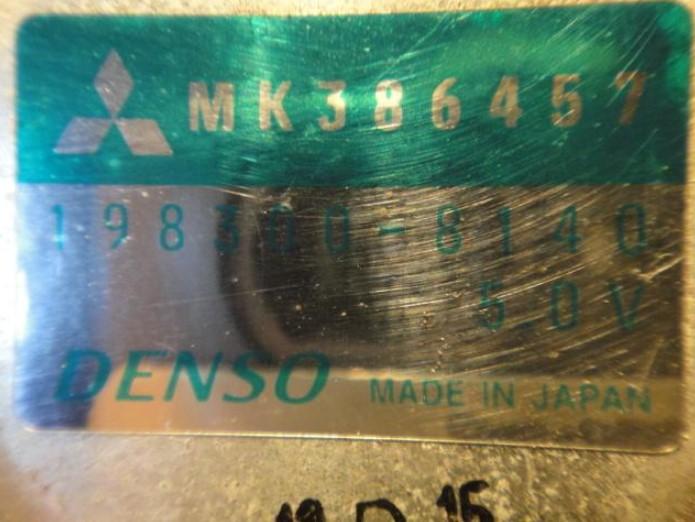 MK386457
198300-8140
5.0V
DENSO MADE IN JAPAN